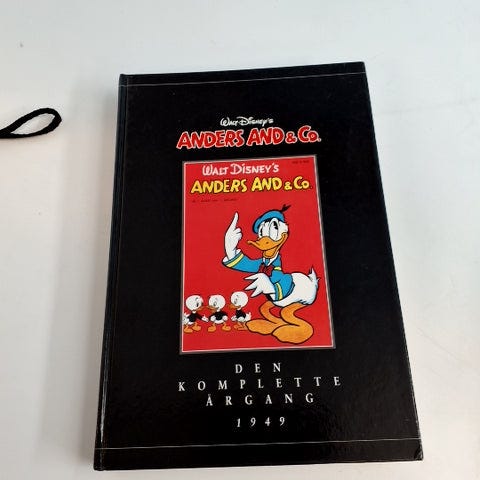 Walt Disney's
ANDERS AND & Co.
WALT DISNEY'S
ANDERS AND & Co.
DEN
KOMPLETTE
ÅRGANG
1949